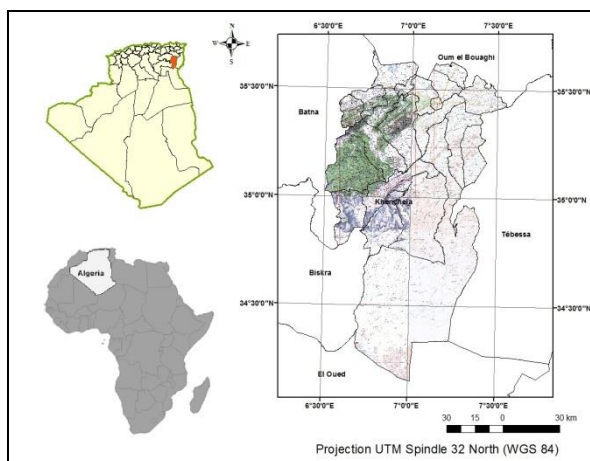 N
W E
S
Algeria
6°30'0"E 7°0'0"E 7°30'0"E
Oum el Bouaghi
35°30'0"N 35°30'0"N
Batna
35°0'0"N 35°0'0"N
Khenchela
Tébessa
Biskra
34°30'0"N 34°30'0"N
El Oued
6°30'0"E 7°0'0"E 7°30'0"E
30 15 0 30 km
Projection UTM Spindle 32 North (WGS 84)